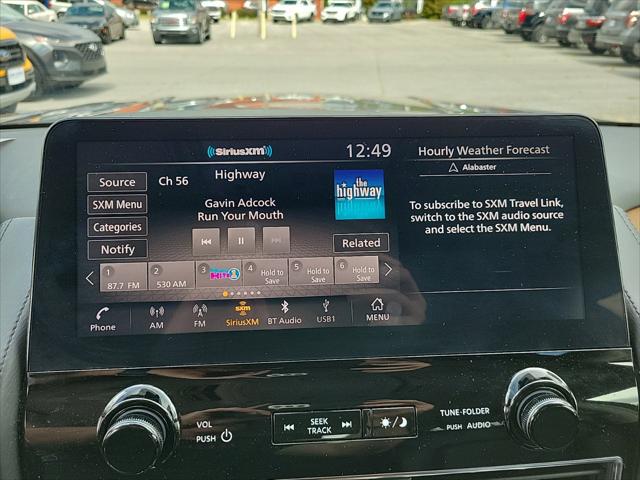 SiriusXM
12:49
Hourly Weather Forecast
Alabaster
Source
Ch 56
Highway
SXM Menu
Gavin Adcock
Run Your Mouth
the
highway
Categories
Notify
Related
To subscribe to SXM Travel Link,
switch to the SXM audio source
and select the SXM Menu.
1
87.7 FM
2
530 AM
3
4
Hold to
Save
5
Hold to
Save
6
Hold to
Save
Phone
AM
FM
sxm
SiriusXM
BT Audio
USB1
MENU
VOL
PUSH
SEEK
TRACK
TUNE·FOLDER
PUSH AUDIO